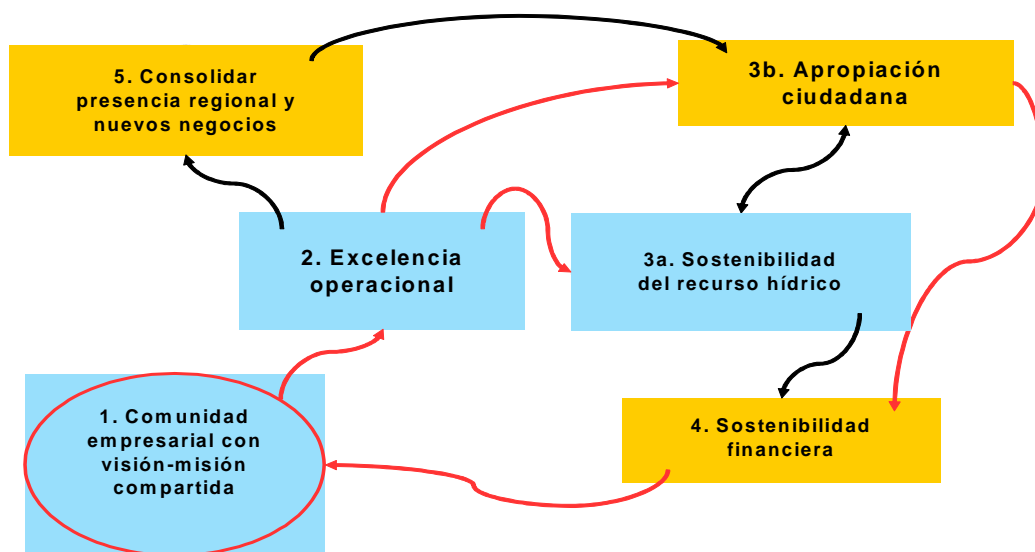 5. Consolidar
presencia regional y
nuevos negocios
3b. Apropiación
ciudadana
2. Excelencia
operacional
3a. Sostenibilidad
del recurso hídrico
1. Comunidad
empresarial con
visión-misión
compartida
4. Sostenibilidad
financiera